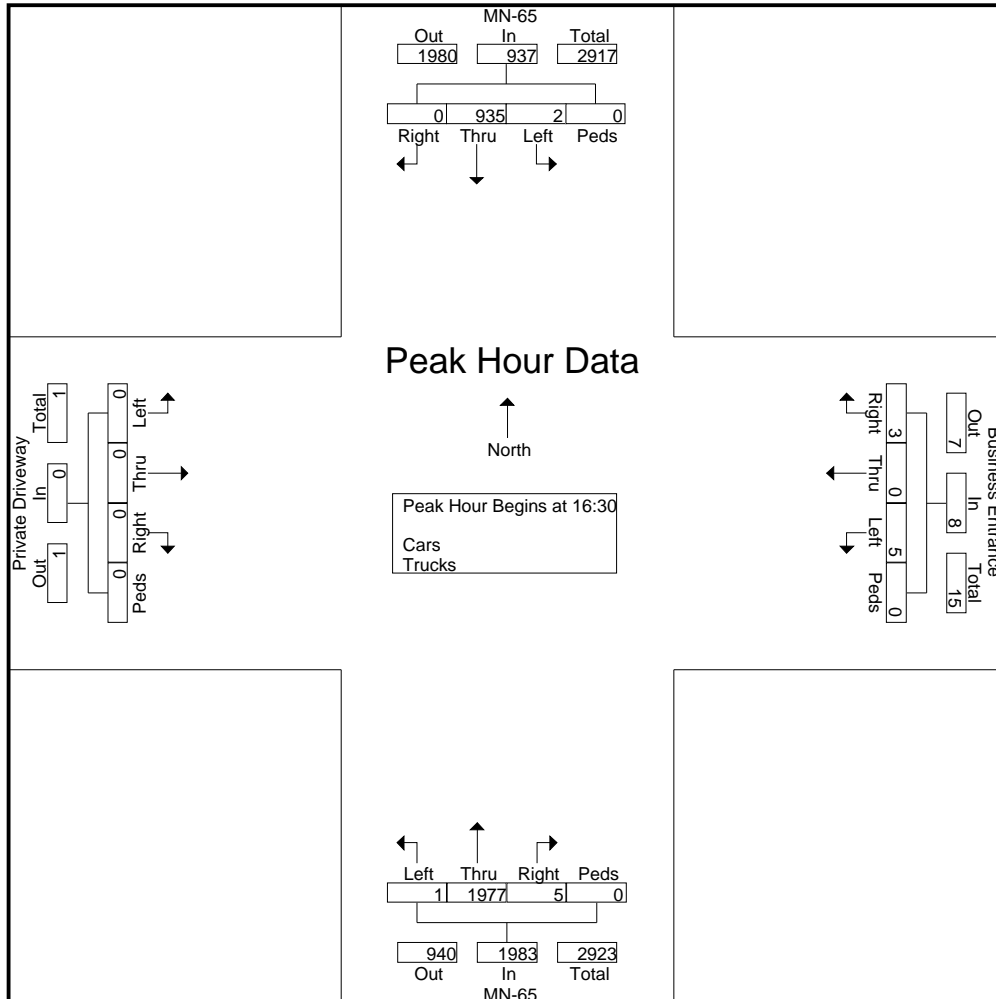 MN-65
Out In Total
1980 937 2917
0 935 2 0
Right Thru Left Peds
Peak Hour Data
North
Peak Hour Begins at 16:30
Cars
Trucks
Private Driveway
Out In Total
1 0 1
0 0 0 0
Left Thru Right Peds
Business Entrance
Out In Total
7 8 15
Right Thru Left Peds
3 0 5 0
Left Thru Right Peds
1 1977 5 0
940 1983 2923
Out In Total
MN-65